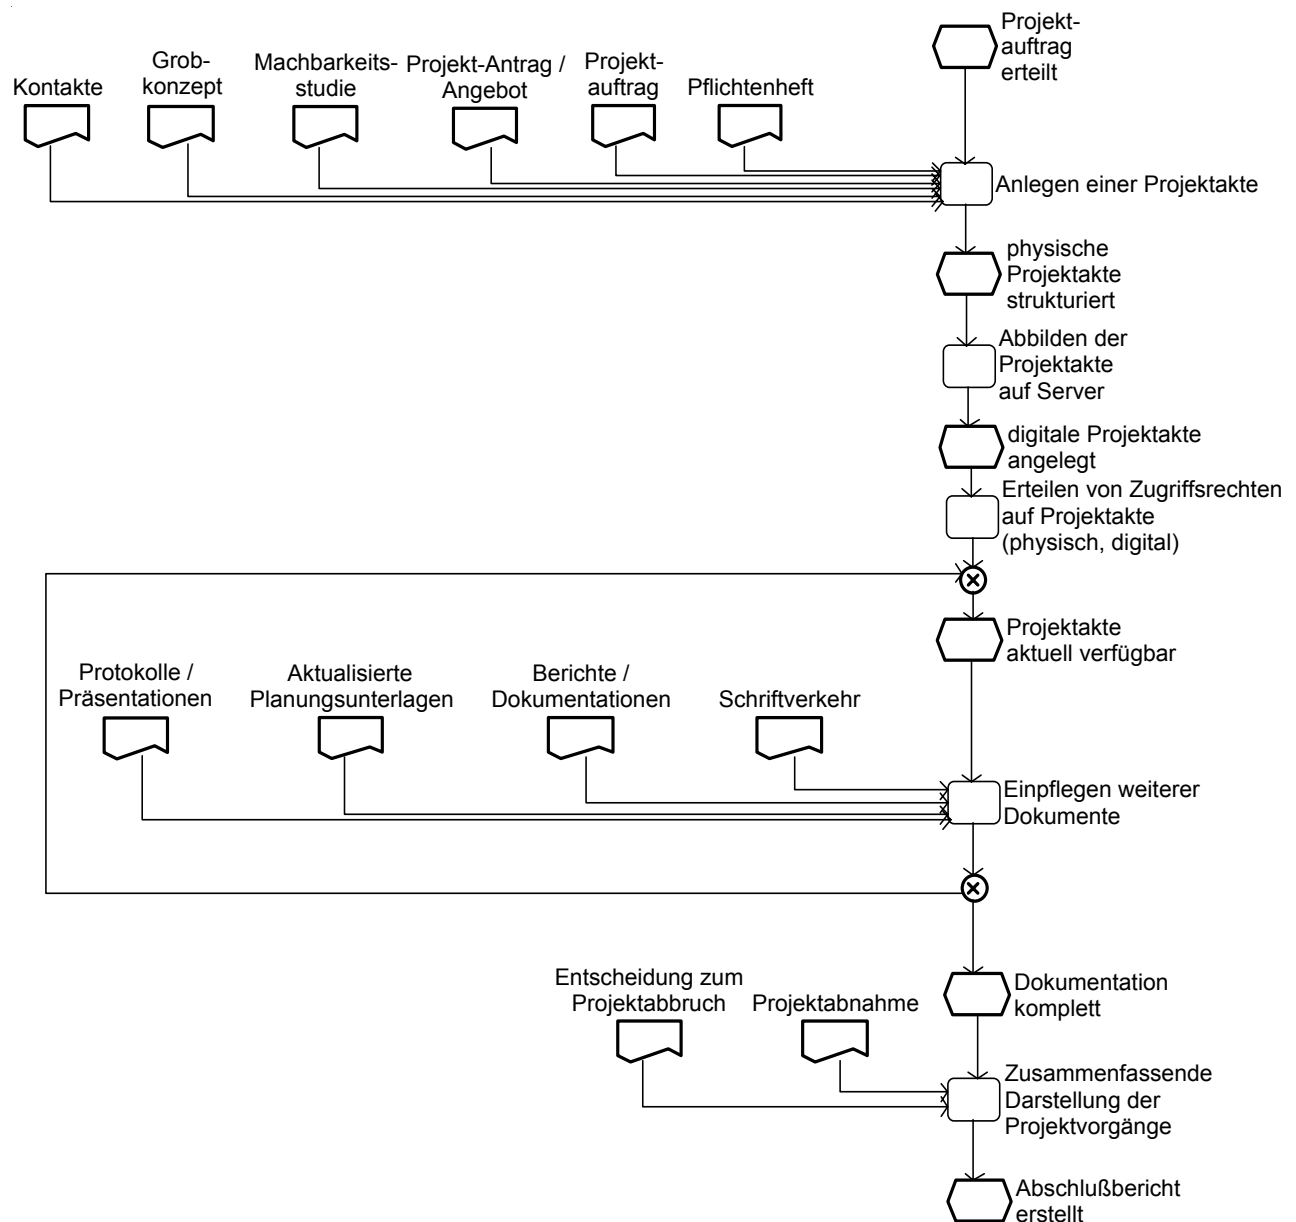 Projekt-
auftrag
erteilt
Kontakte
Grob-
konzept
Machbarkeits-
studie
Projekt-Antrag /
Angebot
Projekt-
auftrag
Pflichtenheft
Anlegen einer Projektakte
physische
Projektakte
strukturiert
Abbilden der
Projektakte
auf Server
digitale Projektakte
angelegt
Erteilen von Zugriffsrechten
auf Projektakte
(physisch, digital)
Projektakte
aktuell verfügbar
Protokolle /
Präsentationen
Aktualisierte
Planungsunterlagen
Berichte /
Dokumentationen
Schriftverkehr
Einpflegen weiterer
Dokumente
Dokumentation
komplett
Entscheidung zum
Projektabbruch
Projektabnahme
Zusammenfassende
Darstellung der
Projektvorgänge
Abschlußbericht
erstellt